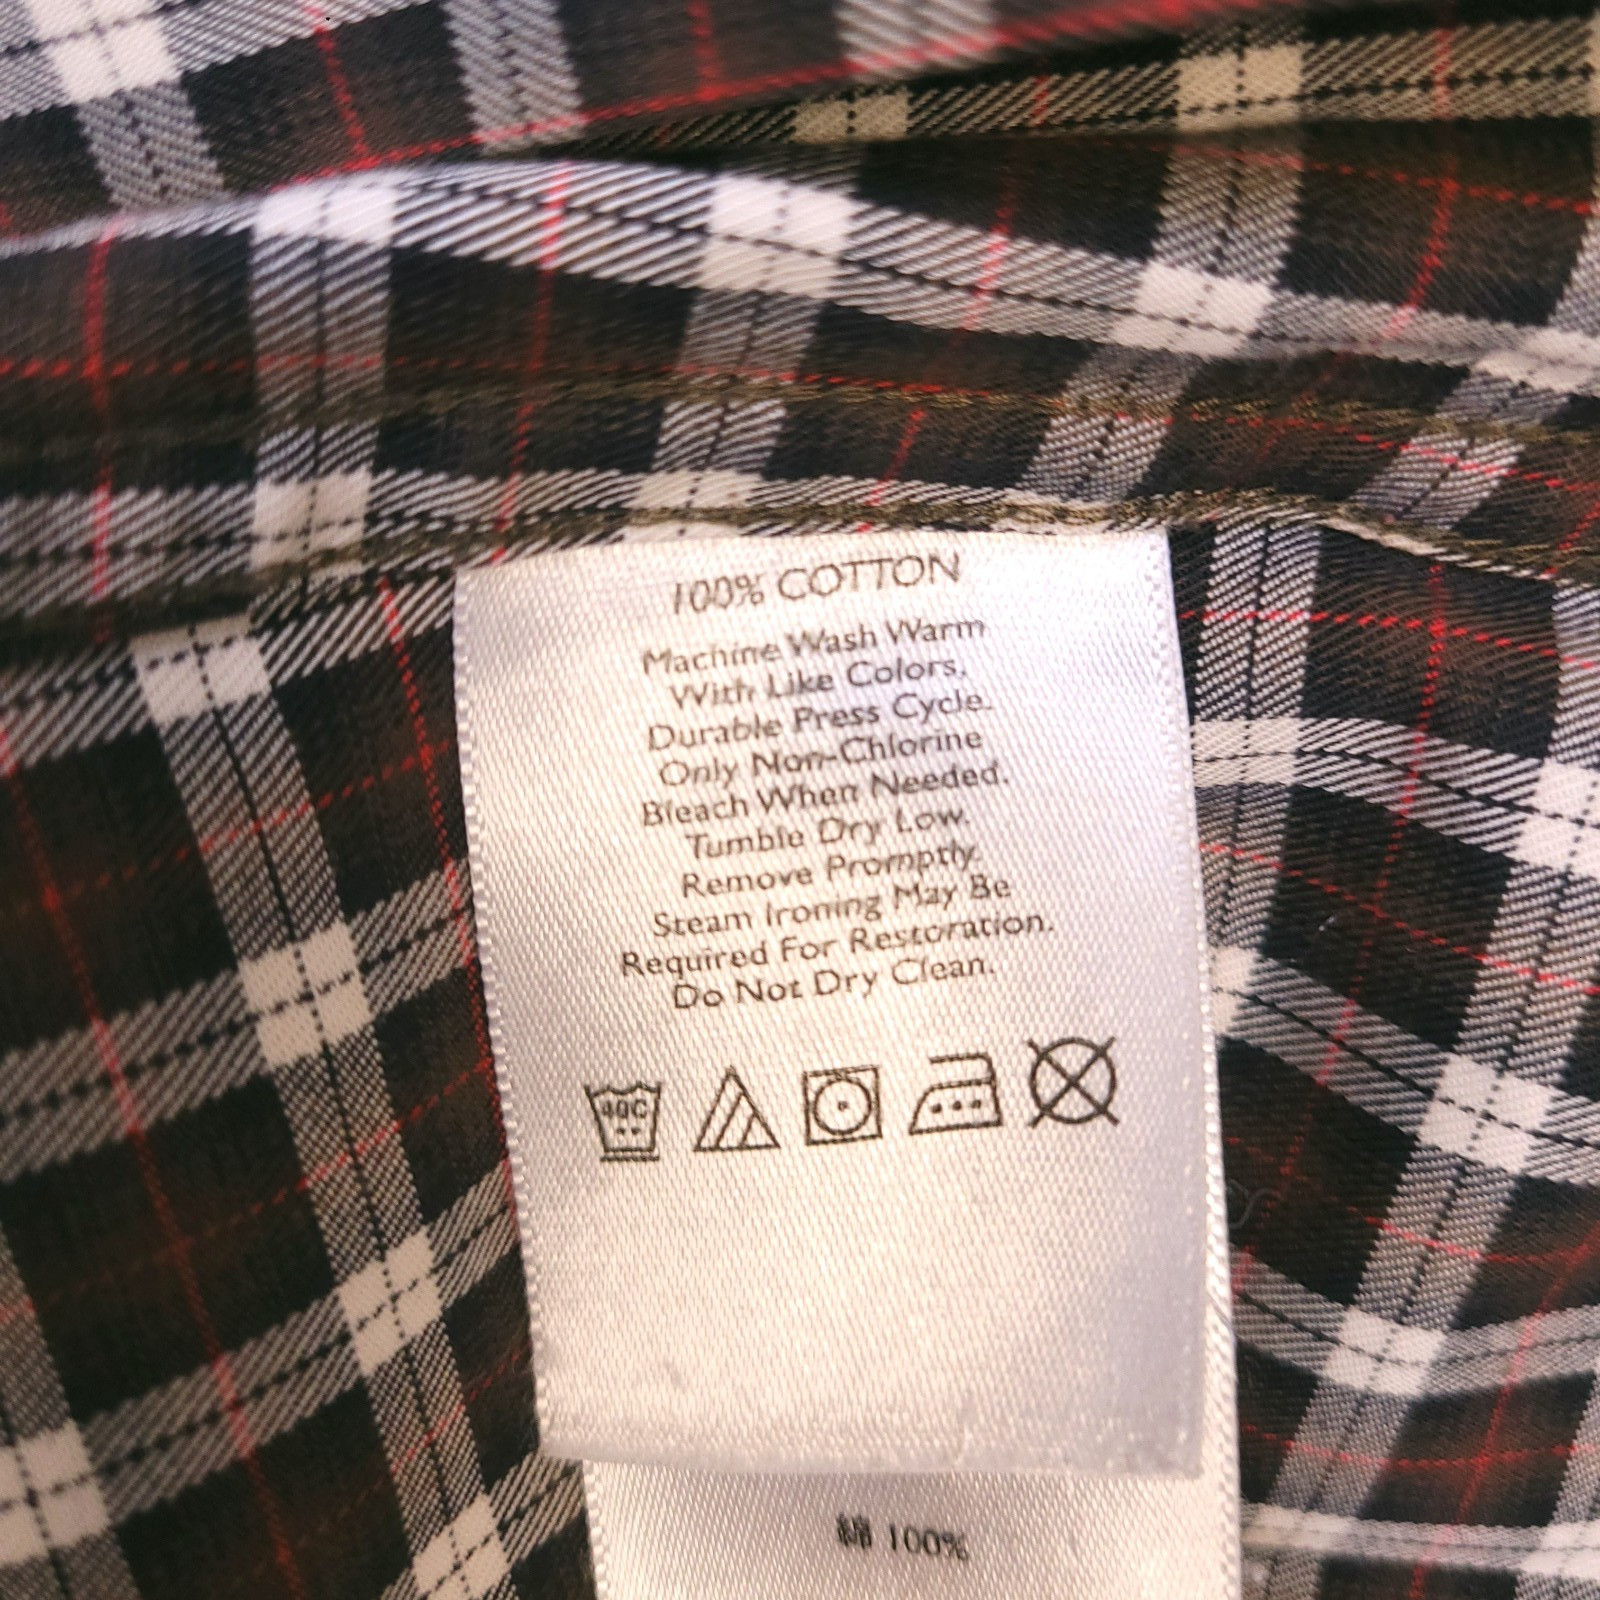 100% COTTON
Machine Wash Warm
With Like Colors.
Durable Press Cycle.
Only Non-Chlorine
Bleach When Needed.
Tumble Dry Low.
Remove Promptly.
Steam Ironing May Be
Required For Restoration.
Do Not Dry Clean.
40C
綿 100%